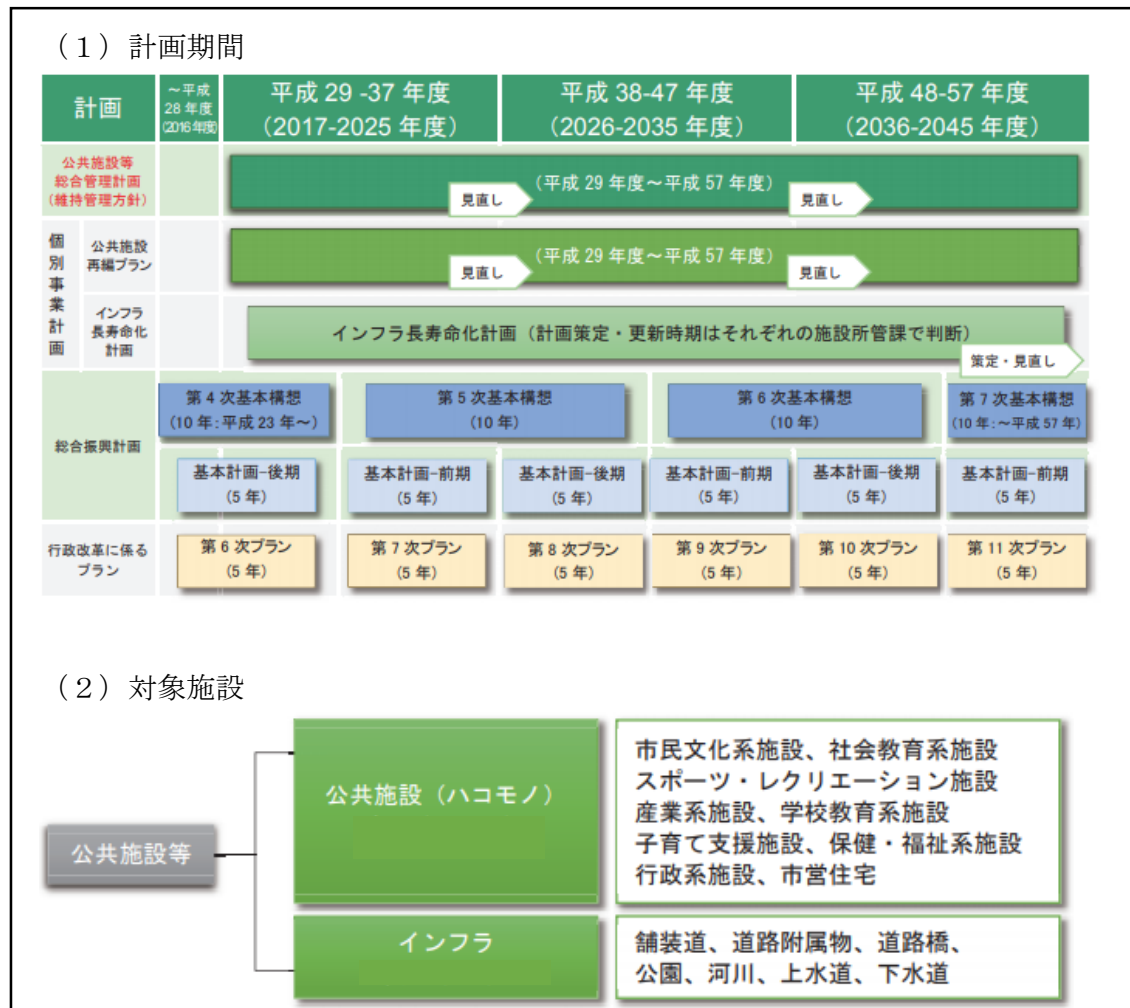 （１）計画期間
計画
～平成
28 年度
(2016年度)
平成 29 -37 年度
（2017-2025 年度）
平成 38-47 年度
（2026-2035 年度）
平成 48-57 年度
（2036-2045 年度）
公共施設等
総合管理計画
（維持管理方針）
（平成 29 年度～平成 57 年度）
見直し
見直し
個別事業計画
公共施設
再編プラン
（平成 29 年度～平成 57 年度）
見直し
見直し
インフラ
長寿命化
計画
インフラ長寿命化計画（計画策定・更新時期はそれぞれの施設所管課で判断）
策定・見直し
総合振興計画
第 4 次基本構想
（10 年：平成 23 年～）
第 5 次基本構想
（10 年）
第 6 次基本構想
（10 年）
第 7 次基本構想
（10 年：～平成 57 年）
基本計画−後期
（5 年）
基本計画−前期
（5 年）
基本計画−後期
（5 年）
基本計画−前期
（5 年）
基本計画−後期
（5 年）
基本計画−前期
（5 年）
行政改革に係る
プラン
第 6 次プラン
（5 年）
第 7 次プラン
（5 年）
第 8 次プラン
（5 年）
第 9 次プラン
（5 年）
第 10 次プラン
（5 年）
第 11 次プラン
（5 年）
（２）対象施設
公共施設等
公共施設（ハコモノ）
市民文化系施設、社会教育系施設
スポーツ・レクリエーション施設
産業系施設、学校教育系施設
子育て支援施設、保健・福祉系施設
行政系施設、市営住宅
インフラ
舗装道、道路附属物、道路橋、
公園、河川、上水道、下水道